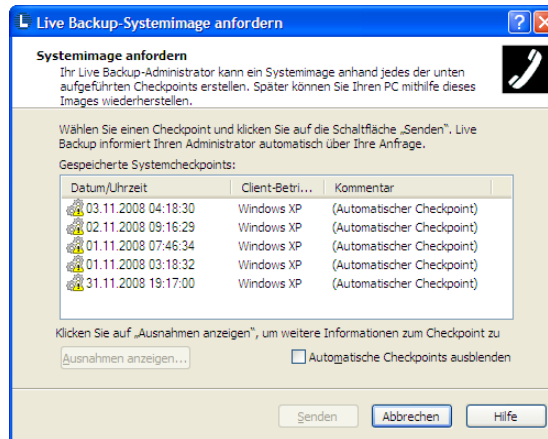 Live Backup-Systemimage anfordern
Systemimage anfordern
Ihr Live Backup-Administrator kann ein Systemimage anhand jedes der unten
aufgeführten Checkpoints erstellen. Später können Sie Ihren PC mithilfe dieses
Images wiederherstellen.
Wählen Sie einen Checkpoint und klicken Sie auf die Schaltfläche „Senden“. Live
Backup informiert Ihren Administrator automatisch über Ihre Anfrage.
Gespeicherte Systemcheckpoints:
Datum/Uhrzeit Client-Betri... Kommentar
03.11.2008 04:18:30 Windows XP (Automatischer Checkpoint)
02.11.2008 09:16:29 Windows XP (Automatischer Checkpoint)
01.11.2008 07:46:34 Windows XP (Automatischer Checkpoint)
01.11.2008 03:18:32 Windows XP (Automatischer Checkpoint)
31.11.2008 19:17:00 Windows XP (Automatischer Checkpoint)
Klicken Sie auf „Ausnahmen anzeigen“, um weitere Informationen zum Checkpoint zu
Ausnahmen anzeigen... Automatische Checkpoints ausblenden
Senden Abbrechen Hilfe